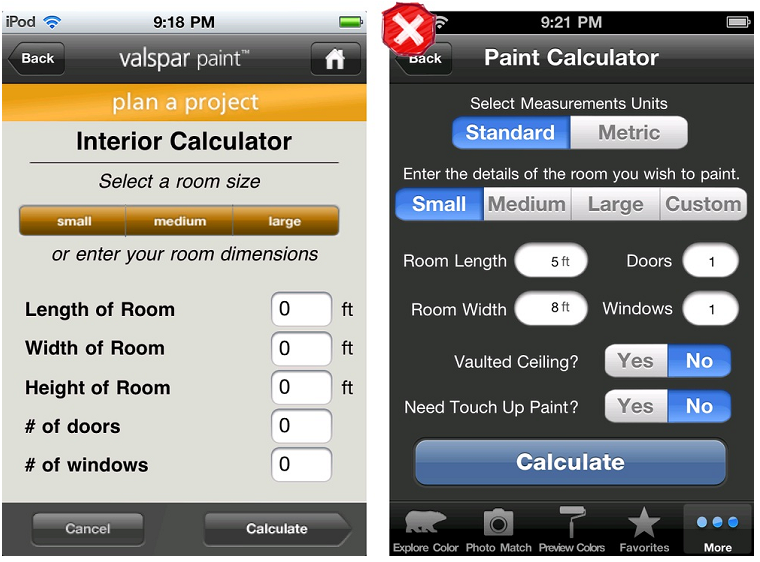 iPod 9:18 PM
Back valspar paint™
plan a project
Interior Calculator
Select a room size
small medium large
or enter your room dimensions
Length of Room 0 ft
Width of Room 0 ft
Height of Room 0 ft
# of doors 0
# of windows 0
Cancel Calculate
9:21 PM
Back Paint Calculator
Select Measurements Units
Standard Metric
Enter the details of the room you wish to paint.
Small Medium Large Custom
Room Length 5 ft Doors 1
Room Width 8 ft Windows 1
Vaulted Ceiling? Yes No
Need Touch Up Paint? Yes No
Calculate
Explore Color Photo Match Preview Colors Favorites More